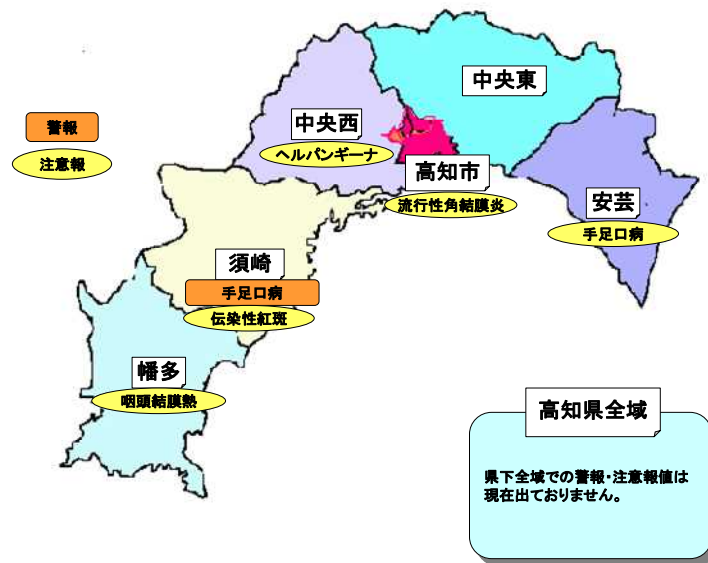 警報
注意報
中央東
中央西
ヘルパンギーナ
高知市
流行性角結膜炎
安芸
手足口病
須崎
手足口病
伝染性紅斑
幡多
咽頭結膜熱
高知県全域
県下全域での警報・注意報値は
現在出ておりません。